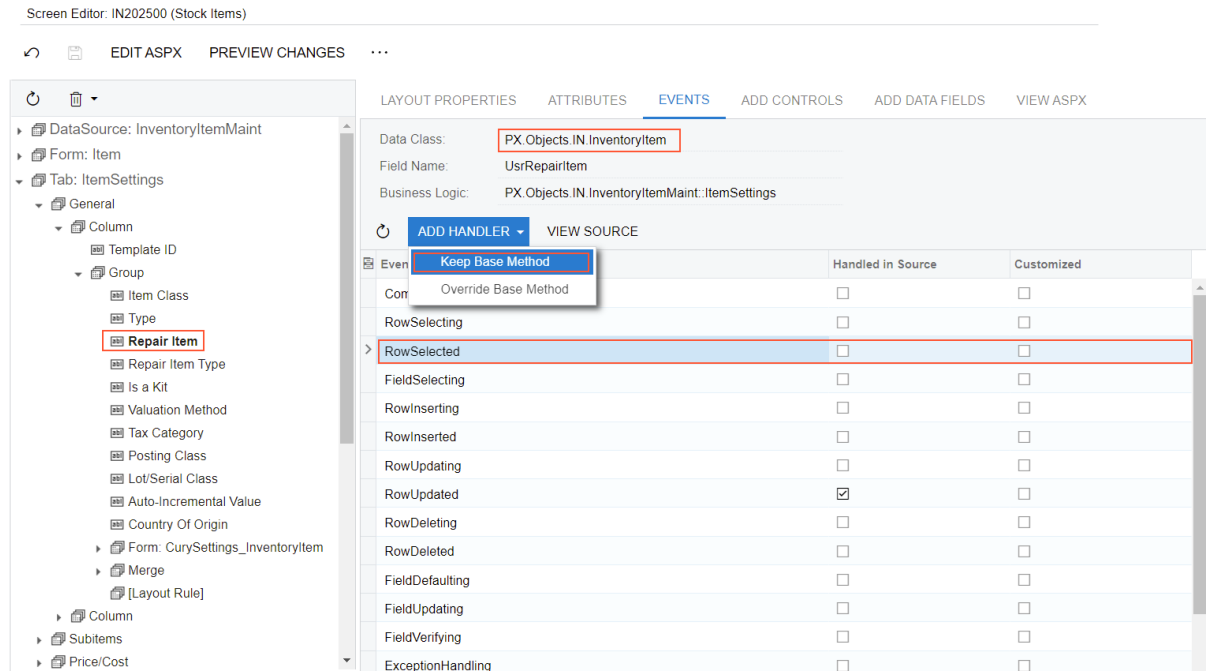 Screen Editor: IN202500 (Stock Items)
EDIT ASPX PREVIEW CHANGES ...
DataSource: InventoryItemMaint
Form: Item
Tab: ItemSettings
General
Column
Template ID
Group
Item Class
Type
Repair Item
Repair Item Type
Is a Kit
Valuation Method
Tax Category
Posting Class
Lot/Serial Class
Auto-Incremental Value
Country Of Origin
Form: CurySettings_InventoryItem
Merge
[Layout Rule]
Column
Subitems
Price/Cost
LAYOUT PROPERTIES ATTRIBUTES EVENTS ADD CONTROLS ADD DATA FIELDS VIEW ASPX
Data Class: PX.Objects.IN.InventoryItem
Field Name: UsrRepairItem
Business Logic: PX.Objects.IN.InventoryItemMaint::ItemSettings
ADD HANDLER VIEW SOURCE
Keep Base Method
Override Base Method
Even Handled in Source Customized
Com
RowSelecting
RowSelected
FieldSelecting
RowInserting
RowInserted
RowUpdating
RowUpdated
RowDeleting
RowDeleted
FieldDefaulting
FieldUpdating
FieldVerifying
ExceptionHandling